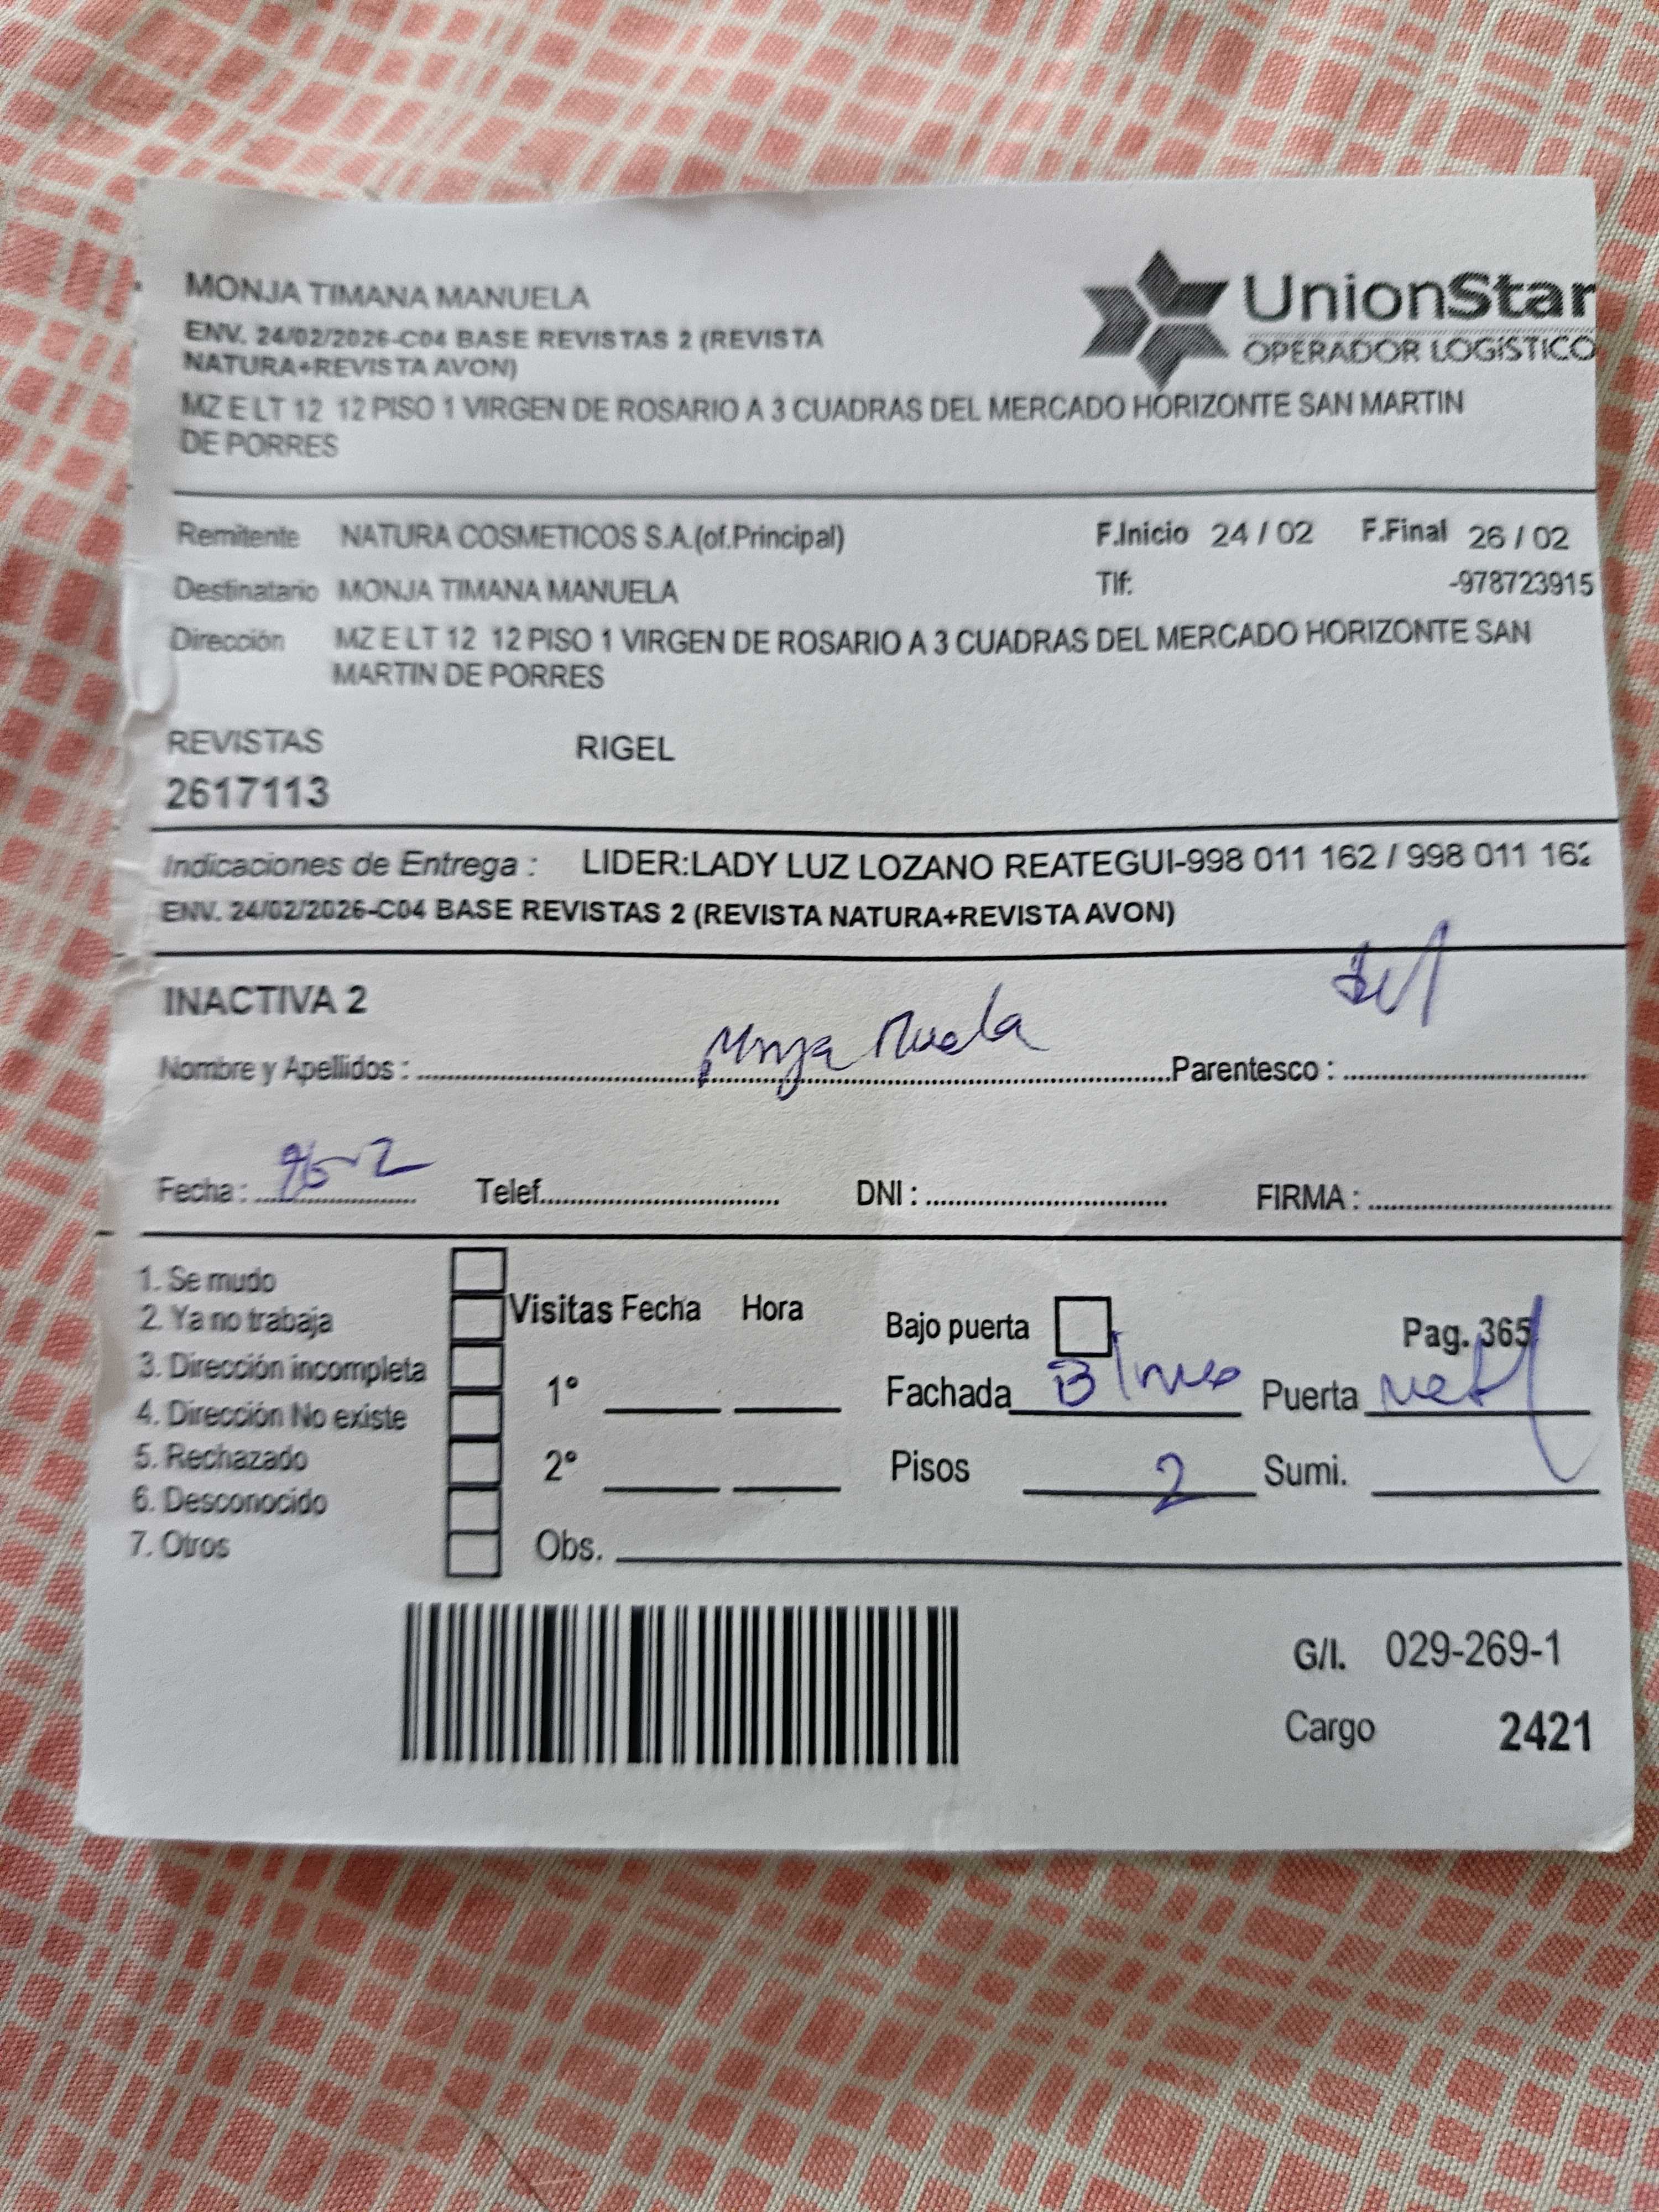 MONJA TIMANA MANUELA
UnionStar
OPERADOR LOGÍSTICO
ENV. 24/02/2026-C04 BASE REVISTAS 2 (REVISTA
NATURA+REVISTA AVON)
MZ E LT 12 12 PISO 1 VIRGEN DE ROSARIO A 3 CUADRAS DEL MERCADO HORIZONTE SAN MARTIN
DE PORRES
Remitente NATURA COSMETICOS S.A.(of.Principal) F.Inicio 24 / 02 F.Final 26 / 02
Destinatario MONJA TIMANA MANUELA Tlf: -978723915
Dirección MZ E LT 12 12 PISO 1 VIRGEN DE ROSARIO A 3 CUADRAS DEL MERCADO HORIZONTE SAN
MARTIN DE PORRES
REVISTAS RIGEL
2617113
Indicaciones de Entrega : LIDER:LADY LUZ LOZANO REATEGUI-998 011 162 / 998 011 162
ENV. 24/02/2026-C04 BASE REVISTAS 2 (REVISTA NATURA+REVISTA AVON)
INACTIVA 2
Nombre y Apellidos : Monja Parentesco :
Fecha : Telef. DNI : FIRMA :
1. Se mudo
2. Ya no trabaja
3. Dirección incompleta
4. Dirección No existe
5. Rechazado
6. Desconocido
7. Otros
Visitas Fecha Hora
1°
2°
Obs.
Bajo puerta Pag. 365
Fachada Puerta
Pisos 2 Sumi.
G/I. 029-269-1
Cargo 2421